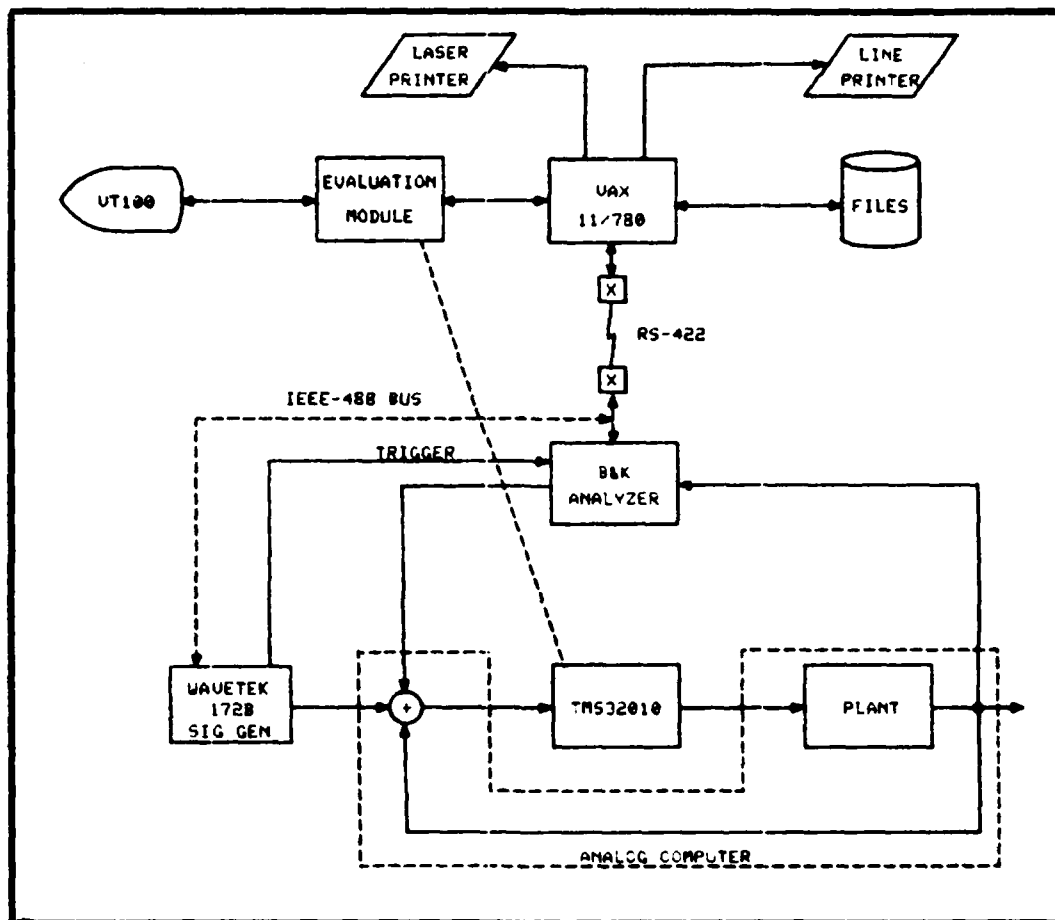 LASER
PRINTER
LINE
PRINTER
VT100
EVALUATION
MODULE
VAX
11/780
FILES
X
RS-422
X
IEEE-488 BUS
TRIGGER
B&K
ANALYZER
WAVETEK
172B
SIG GEN
+
TMS32010
PLANT
ANALOG COMPUTER